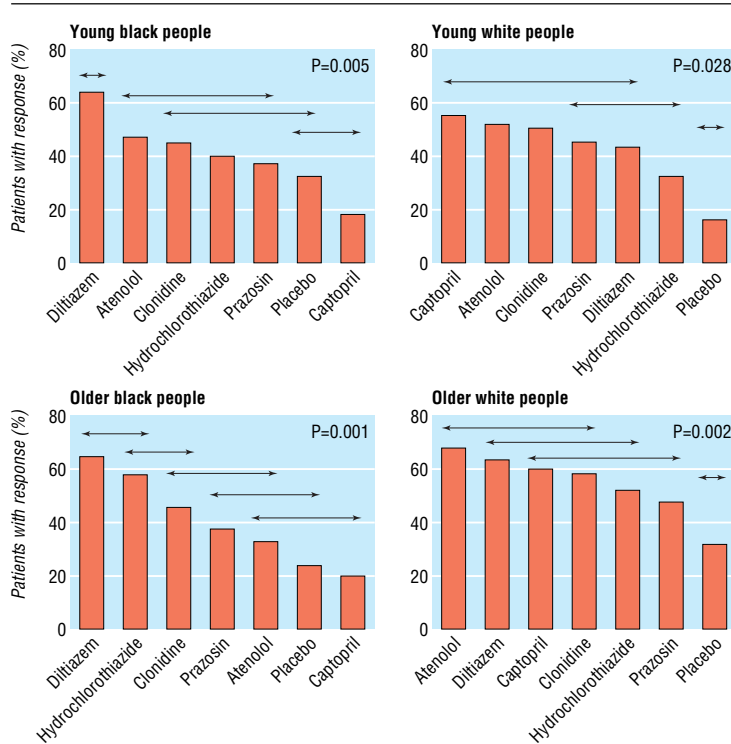 Young black people
Patients with response (%)
80
60
40
20
0
P=0.005
Diltiazem
Atenolol
Clonidine
Hydrochlorothiazide
Prazosin
Placebo
Captopril
Young white people
80
60
40
20
0
P=0.028
Captopril
Atenolol
Clonidine
Prazosin
Diltiazem
Hydrochlorothiazide
Placebo
Older black people
Patients with response (%)
80
60
40
20
0
P=0.001
Diltiazem
Hydrochlorothiazide
Clonidine
Prazosin
Atenolol
Placebo
Captopril
Older white people
80
60
40
20
0
P=0.002
Atenolol
Diltiazem
Captopril
Clonidine
Hydrochlorothiazide
Prazosin
Placebo